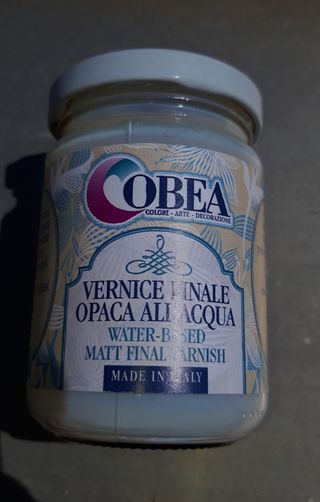 COBEA
COLORI - ARTE - DECORAZIONE
VERNICE FINALE
OPACA ALL'ACQUA
WATER-BASED
MATT FINAL VARNISH
MADE IN ITALY